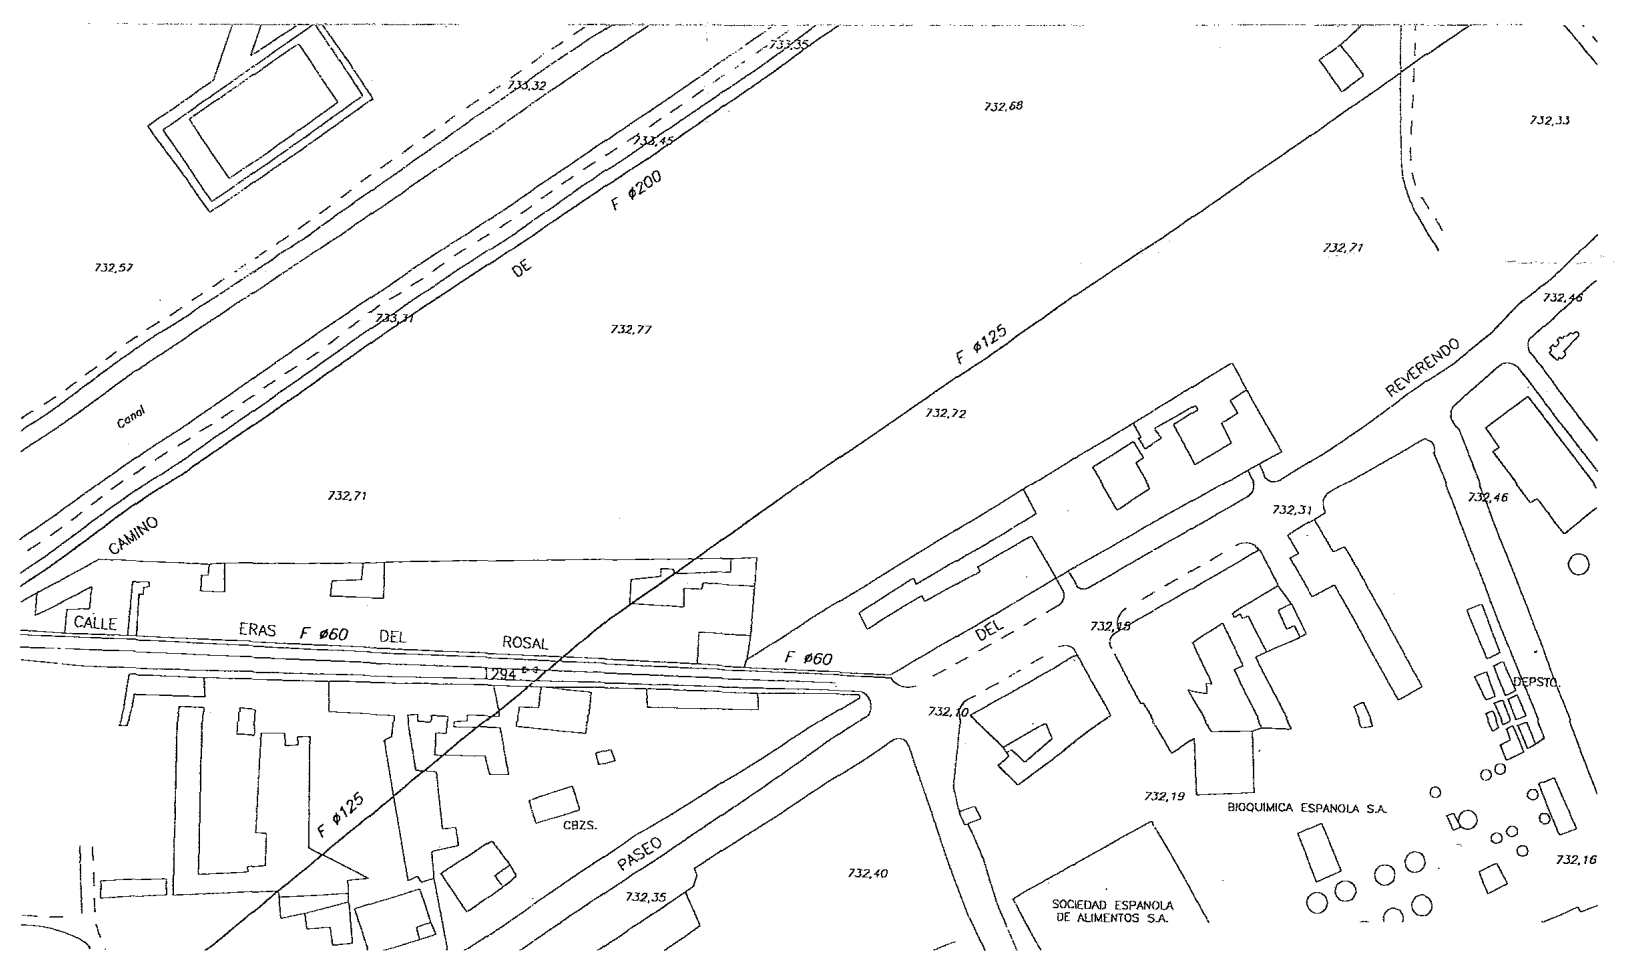 733,35
733,32
732,68
732,33
733,45
F ø200
732,71
732,57
DE
732,46
733,31
732,77
F ø125
REVERENDO
Canal
732,72
732,71
732,46
732,31
CAMINO
CALLE ERAS F ø60 DEL ROSAL
DEL
732,15
F ø60
1294
DEPSTO.
732,10
732,19
BIOQUIMICA ESPANOLA S.A.
F ø125
CBZS.
PASEO
732,16
732,40
732,35
SOCIEDAD ESPANOLA
DE ALIMENTOS S.A.